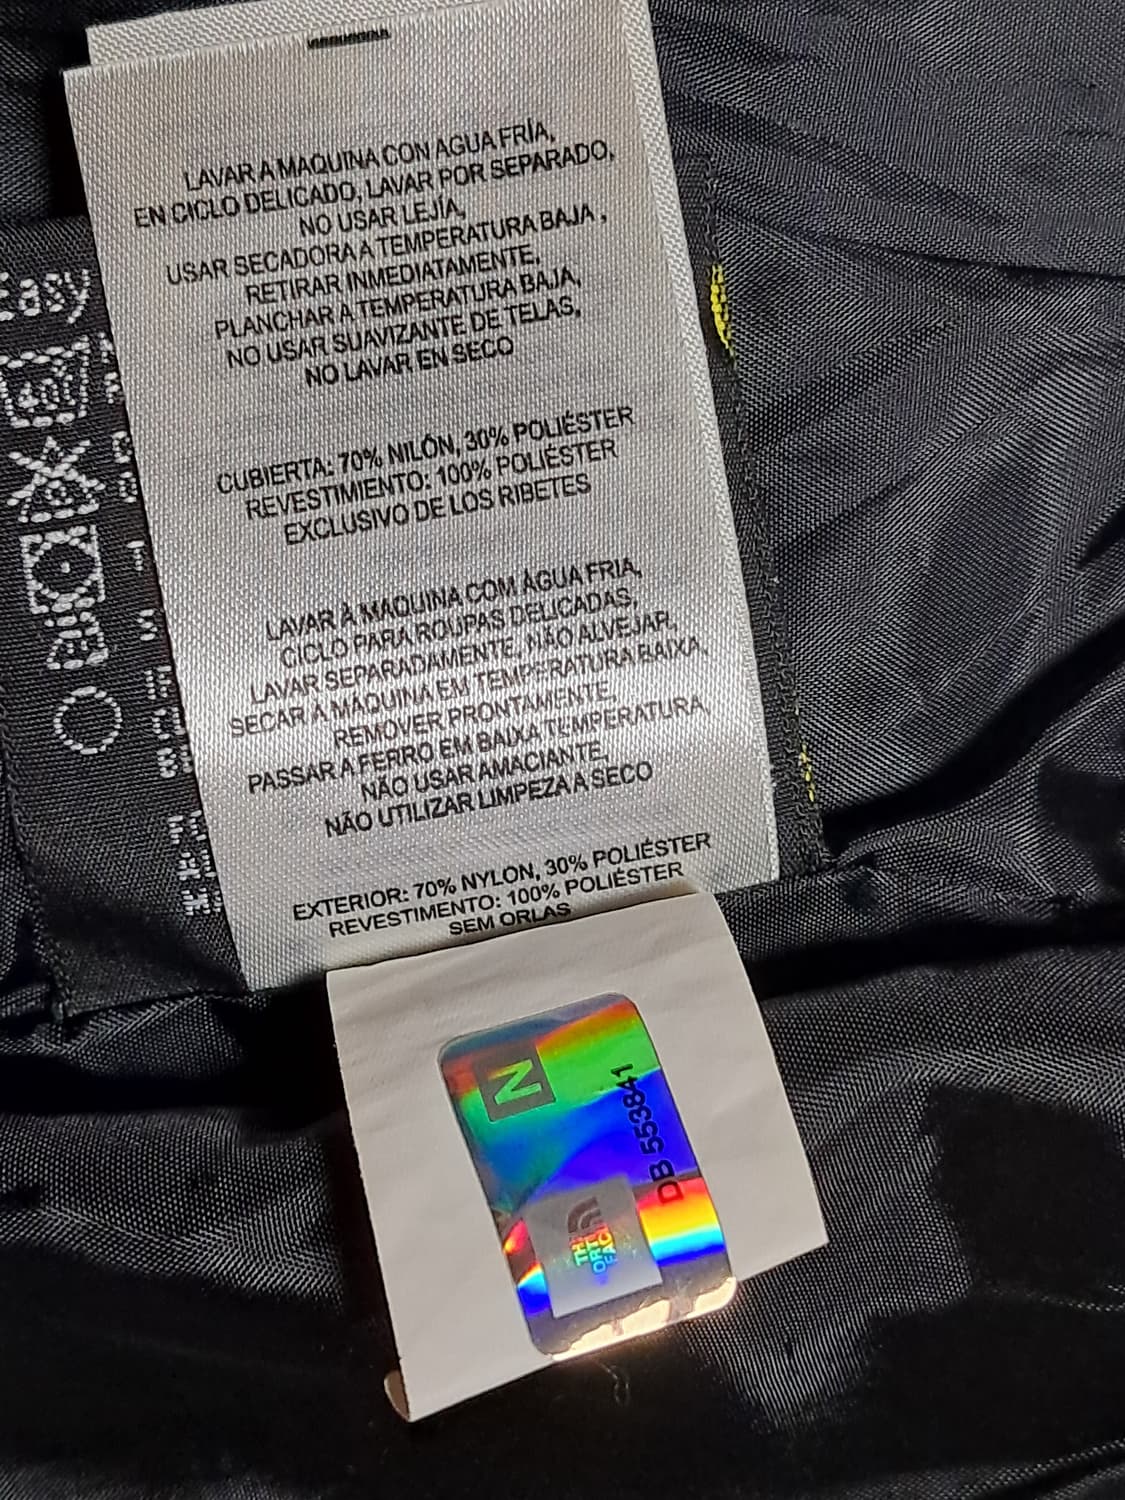 LAVAR A MAQUINA CON AGUA FRÍA,
EN CICLO DELICADO, LAVAR POR SEPARADO,
NO USAR LEJÍA,
USAR SECADORA A TEMPERATURA BAJA ,
RETIRAR INMEDIATAMENTE,
PLANCHAR A TEMPERATURA BAJA,
NO USAR SUAVIZANTE DE TELAS,
NO LAVAR EN SECO
CUBIERTA: 70% NILÓN, 30% POLIÉSTER
REVESTIMIENTO: 100% POLIÉSTER
EXCLUSIVO DE LOS RIBETES
LAVAR À MAQUINA COM ÁGUA FRIA,
CICLO PARA ROUPAS DELICADAS,
LAVAR SEPARADAMENTE, NÃO ALVEJAR,
SECAR À MÁQUINA EM TEMPERATURA BAIXA,
REMOVER PRONTAMENTE,
PASSAR A FERRO EM BAIXA TEMPERATURA,
NÃO USAR AMACIANTE,
NÃO UTILIZAR LIMPEZA A SECO
EXTERIOR: 70% NYLON, 30% POLIÉSTER
REVESTIMENTO: 100% POLIÉSTER
SEM ORLAS
Easy
N
DB 553841